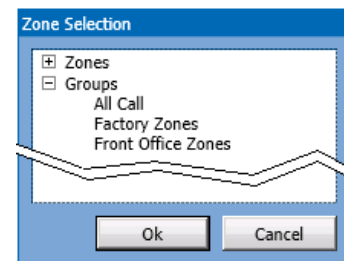 Zone Selection
Zones
Groups
All Call
Factory Zones
Front Office Zones
Ok
Cancel